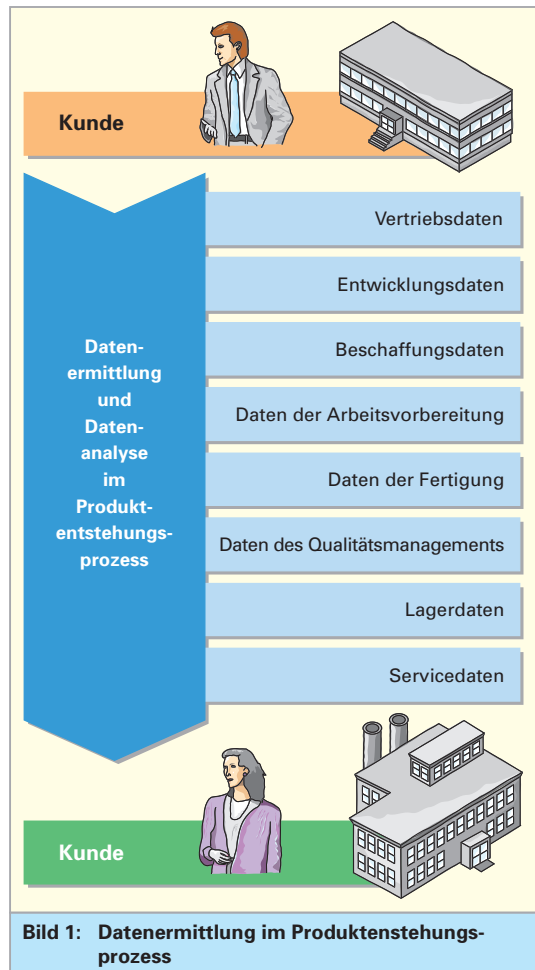 Kunde
Vertriebsdaten
Entwicklungsdaten
Beschaffungsdaten
Daten der Arbeitsvorbereitung
Daten der Fertigung
Daten des Qualitätsmanagements
Lagerdaten
Servicedaten
Daten-
ermittlung
und
Daten-
analyse
im
Produkt-
entstehungs-
prozess
Kunde
Bild 1: Datenermittlung im Produktenstehungs-
prozess